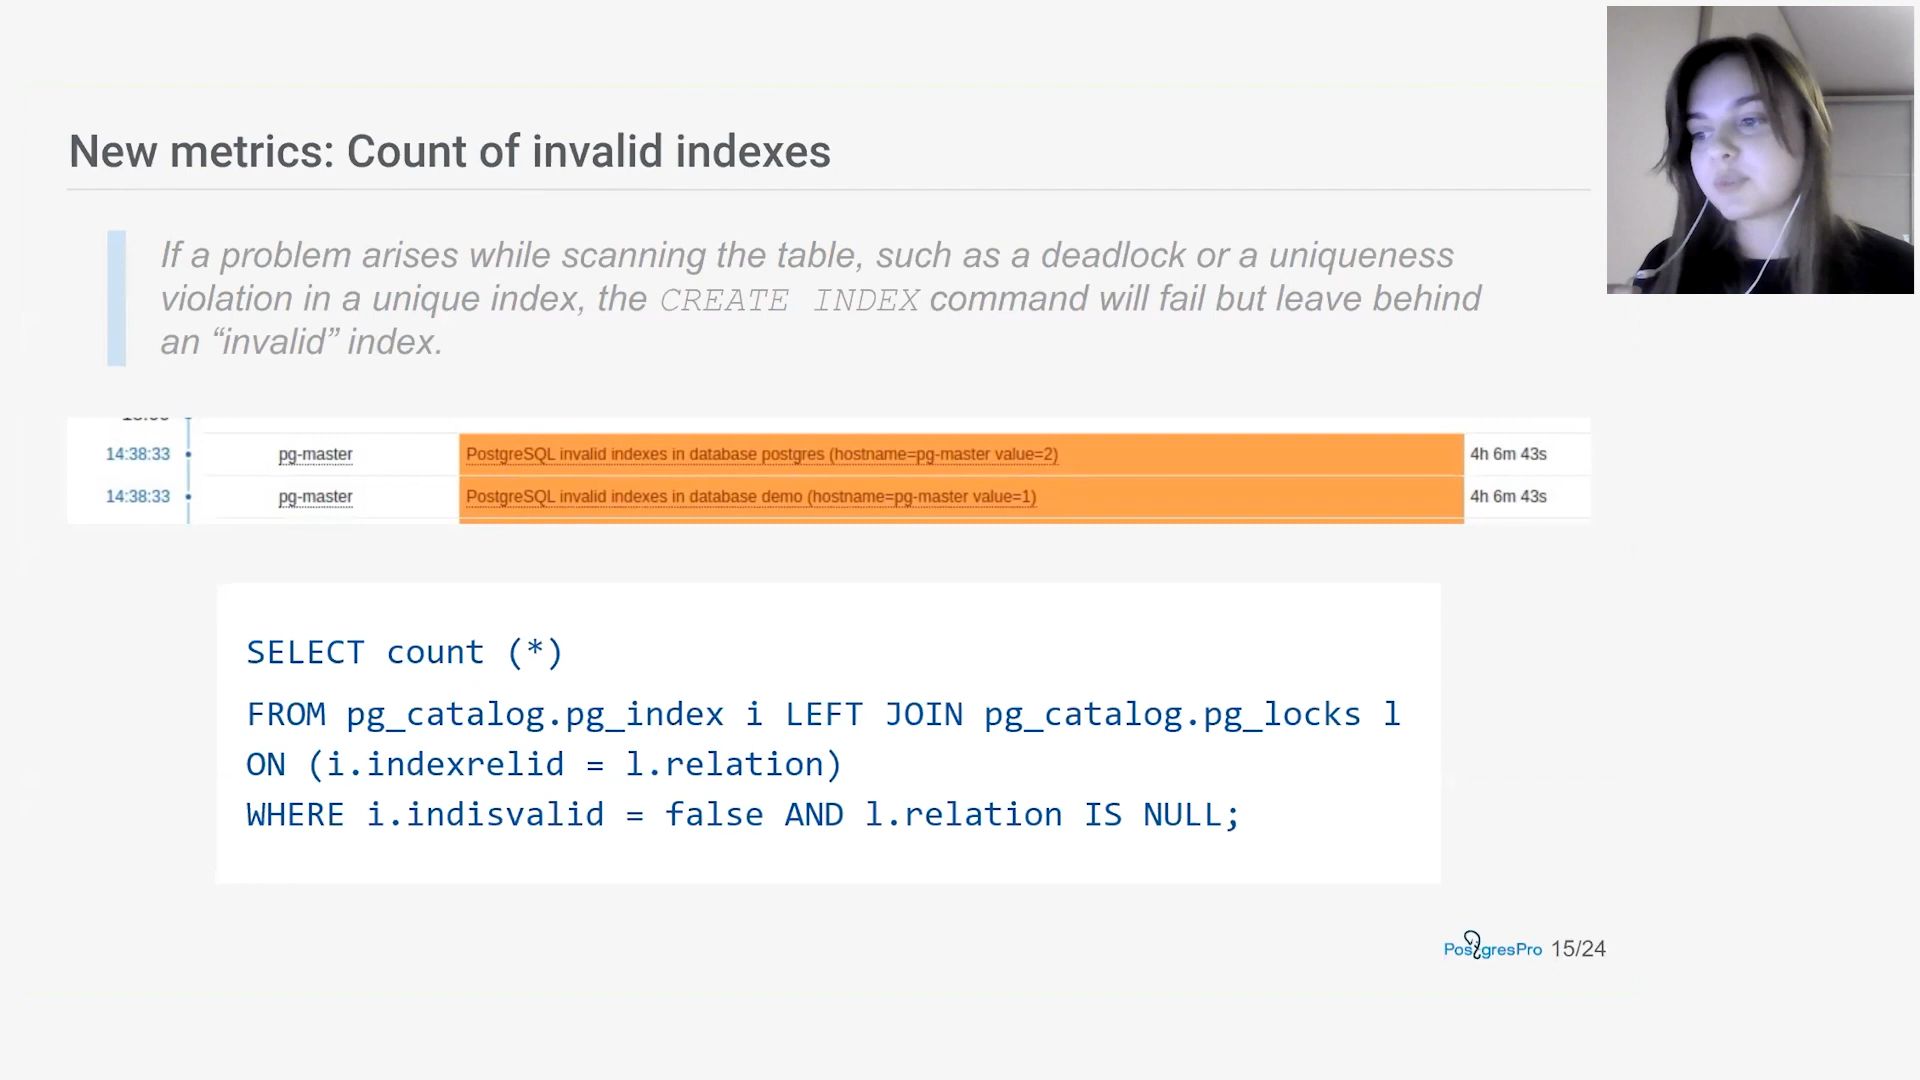 New metrics: Count of invalid indexes
If a problem arises while scanning the table, such as a deadlock or a uniqueness
violation in a unique index, the CREATE INDEX command will fail but leave behind
an “invalid” index.
14:38:33 pg-master PostgreSQL invalid indexes in database postgres (hostname=pg-master value=2) 4h 6m 43s
14:38:33 pg-master PostgreSQL invalid indexes in database demo (hostname=pg-master value=1) 4h 6m 43s
SELECT count (*)
FROM pg_catalog.pg_index i LEFT JOIN pg_catalog.pg_locks l
ON (i.indexrelid = l.relation)
WHERE i.indisvalid = false AND l.relation IS NULL;
PostgresPro 15/24